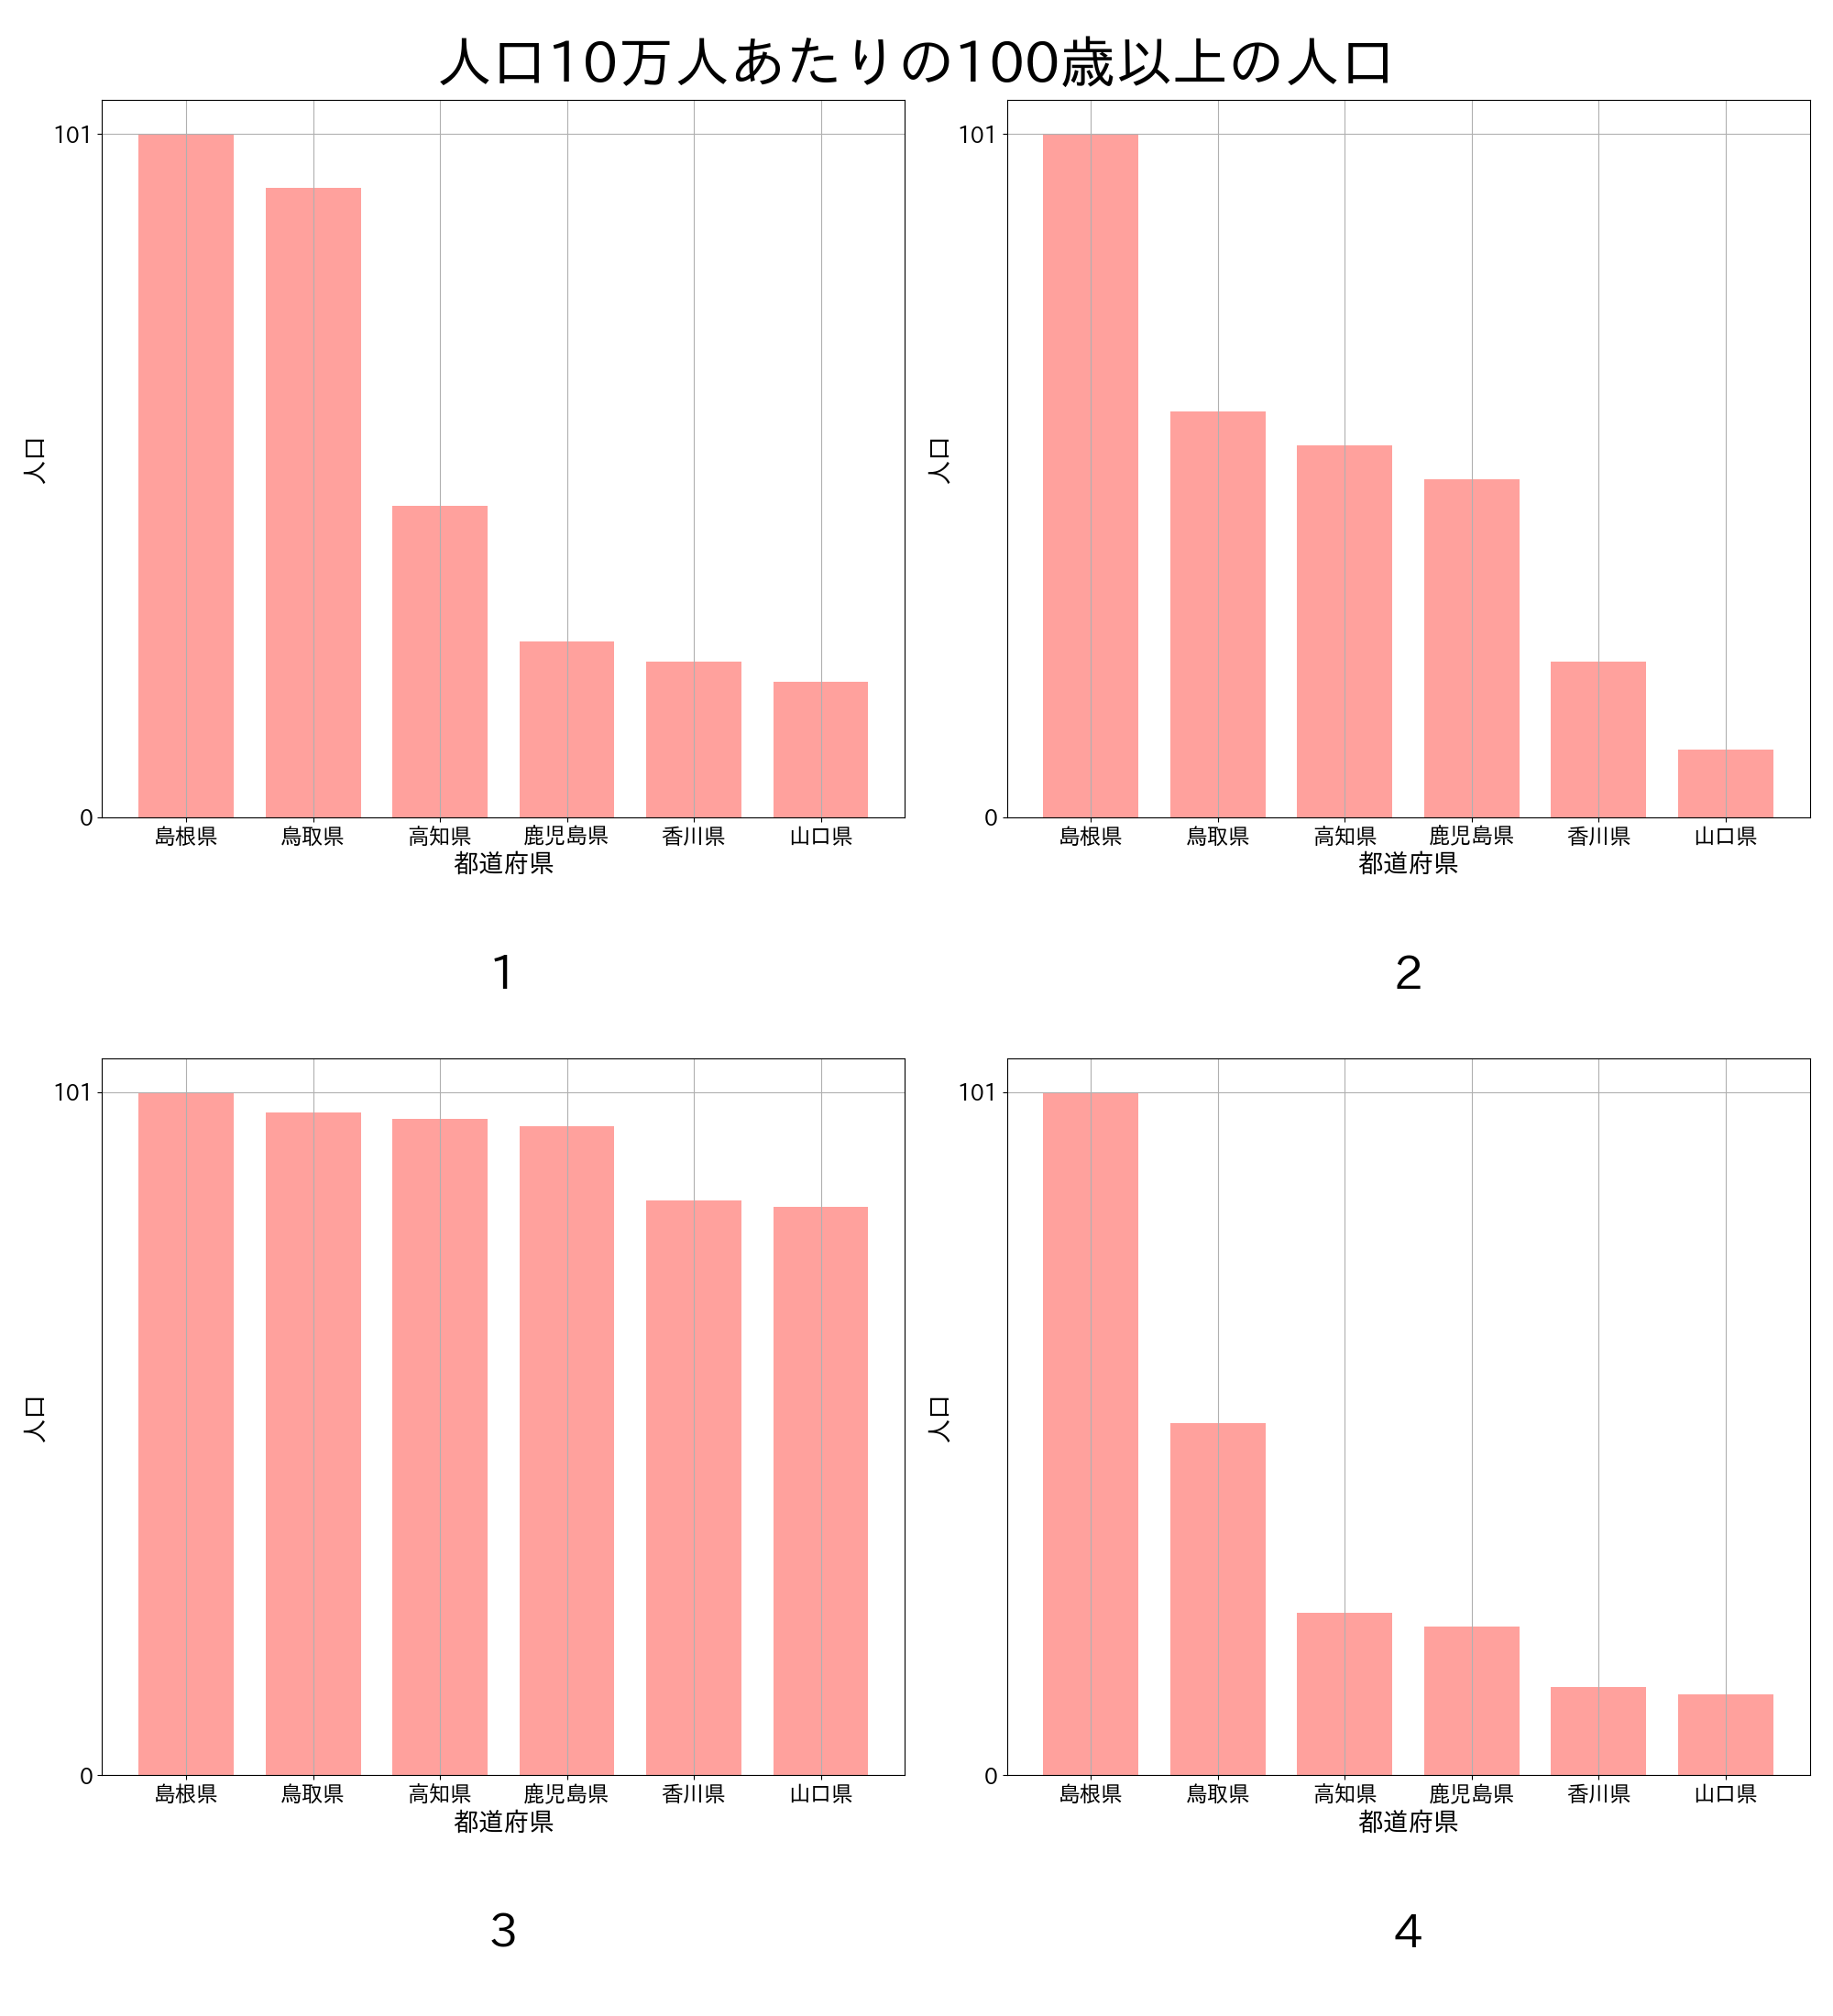 人口10万人あたりの100歳以上の人口
101
0
人口
島根県 鳥取県 高知県 鹿児島県 香川県 山口県
都道府県
1
101
0
人口
島根県 鳥取県 高知県 鹿児島県 香川県 山口県
都道府県
2
101
0
人口
島根県 鳥取県 高知県 鹿児島県 香川県 山口県
都道府県
3
101
0
人口
島根県 鳥取県 高知県 鹿児島県 香川県 山口県
都道府県
4